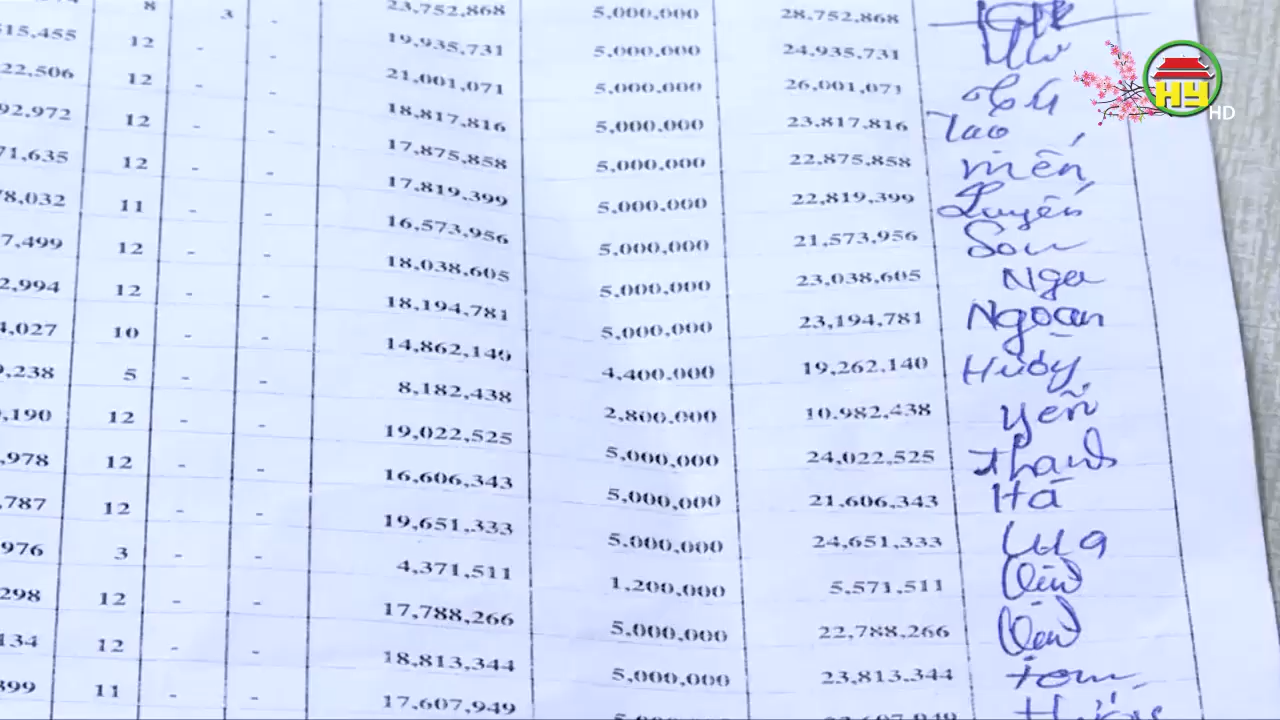 23,752,868 5,000,000 28,752,868
8 3 - 19,935,731 5,000,000 24,935,731
515,455 12 - - 21,001,071 5,000,000 26,001,071
22,506 12 - - 18,817,816 5,000,000 23,817,816 Tao
92,972 12 - - 17,875,858 5,000,000 22,875,858 mến
71,635 12 - - 17,819,399 5,000,000 22,819,399 Luyến
78,032 11 - - 16,573,956 5,000,000 21,573,956 Son
7,499 12 - - 18,038,605 5,000,000 23,038,605 Nga
2,994 12 - - 18,194,781 5,000,000 23,194,781 Ngoan
4,027 10 - - 14,862,140 4,400,000 19,262,140
9,238 5 - - 8,182,438 2,800,000 10,982,438 Yến
,190 12 - - 19,022,525 5,000,000 24,022,525 Thanh
,978 12 - - 16,606,343 5,000,000 21,606,343 Hà
,787 12 - - 19,651,333 5,000,000 24,651,333 Lụa
976 3 - - 4,371,511 1,200,000 5,571,511
298 12 - - 17,788,266 5,000,000 22,788,266
134 12 - - 18,813,344 5,000,000 23,813,344
399 11 - - 17,607,949
HY HD